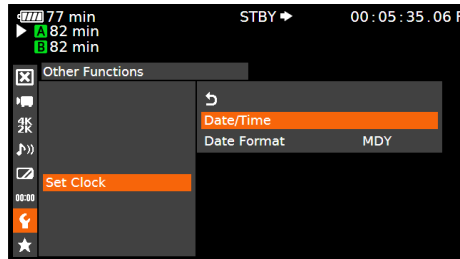 77 min STBY 00:05:35.06 F
A 82 min
B 82 min
Other Functions
4K
2K
Date/Time
Date Format MDY
Set Clock
00:00